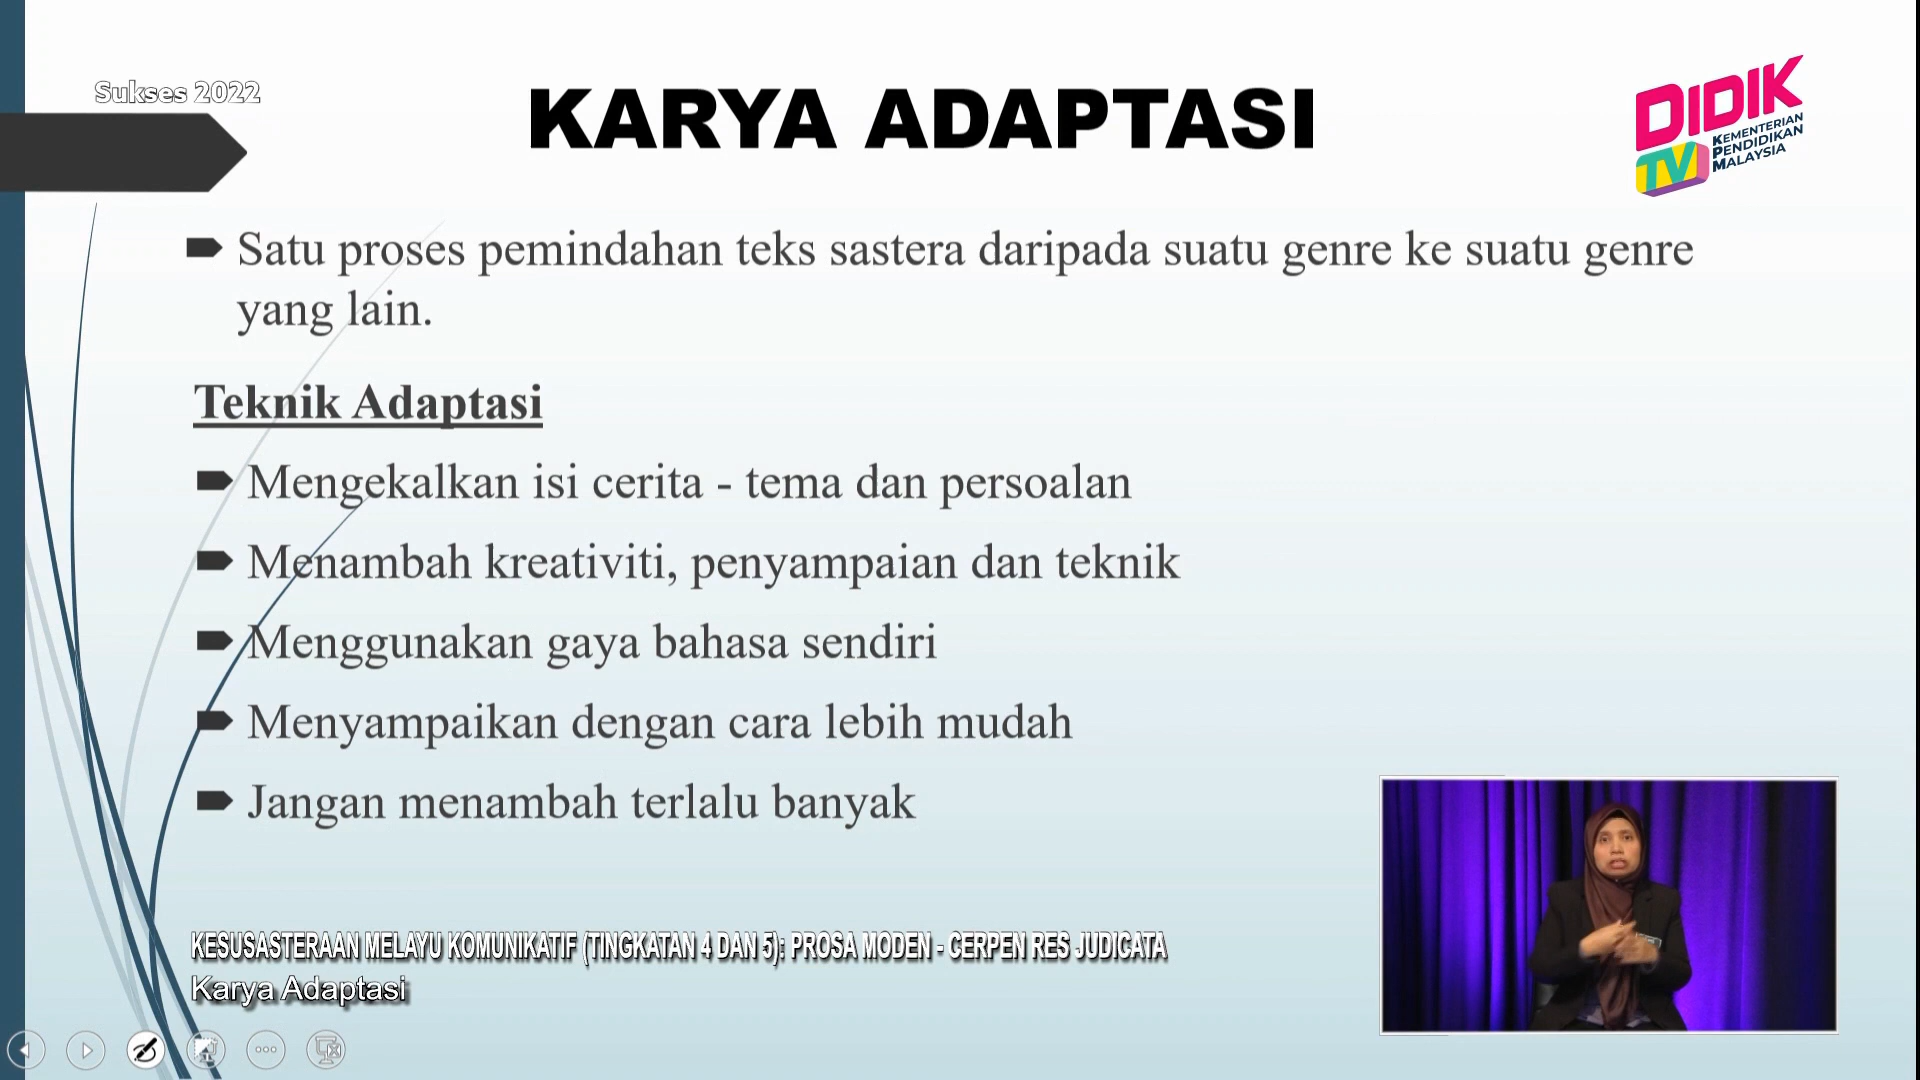 Sukses 2022
KARYA ADAPTASI
DIDIK
TV
KEMENTERIAN
PENDIDIKAN
MALAYSIA
Satu proses pemindahan teks sastera daripada suatu genre ke suatu genre
yang lain.
Teknik Adaptasi
Mengekalkan isi cerita - tema dan persoalan
Menambah kreativiti, penyampaian dan teknik
Menggunakan gaya bahasa sendiri
Menyampaikan dengan cara lebih mudah
Jangan menambah terlalu banyak
KESUSASTERAAN MELAYU KOMUNIKATIF (TINGKATAN 4 DAN 5): PROSA MODEN - CERPEN RES JUDICATA
Karya Adaptasi